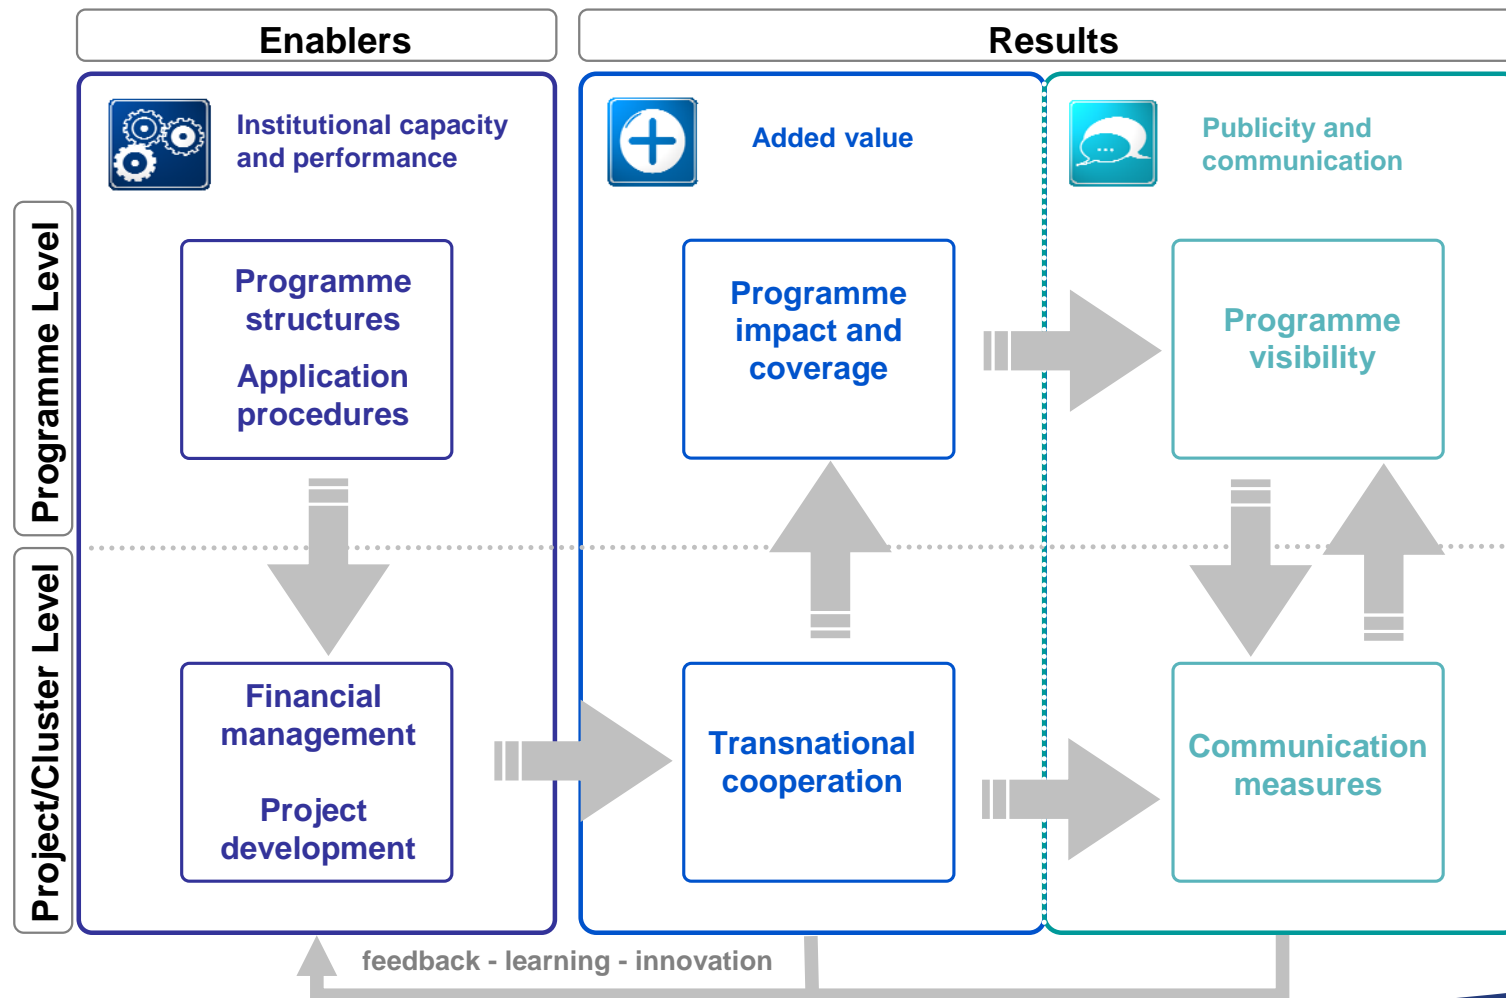 Enablers
Results
Institutional capacity
and performance
Added value
Publicity and
communication
Programme Level
Programme
structures
Application
procedures
Programme
impact and
coverage
Programme
visibility
Project/Cluster Level
Financial
management
Project
development
Transnational
cooperation
Communication
measures
feedback - learning - innovation